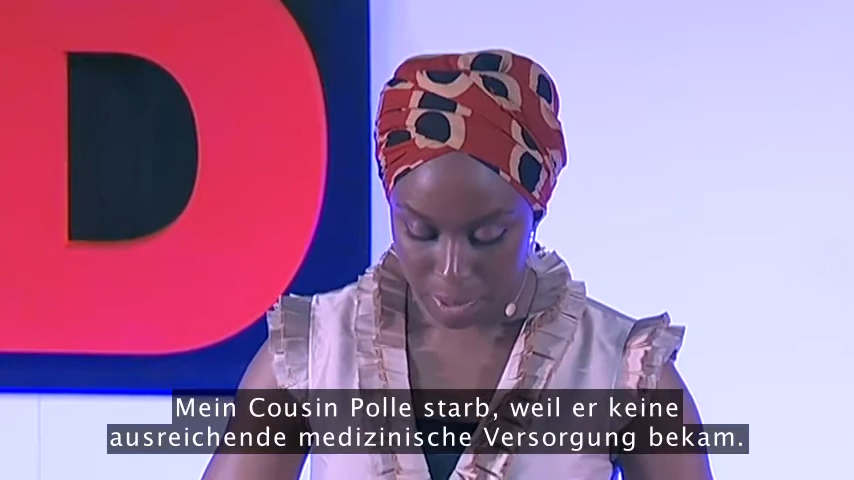 D
Mein Cousin Polle starb, weil er keine
ausreichende medizinische Versorgung bekam.